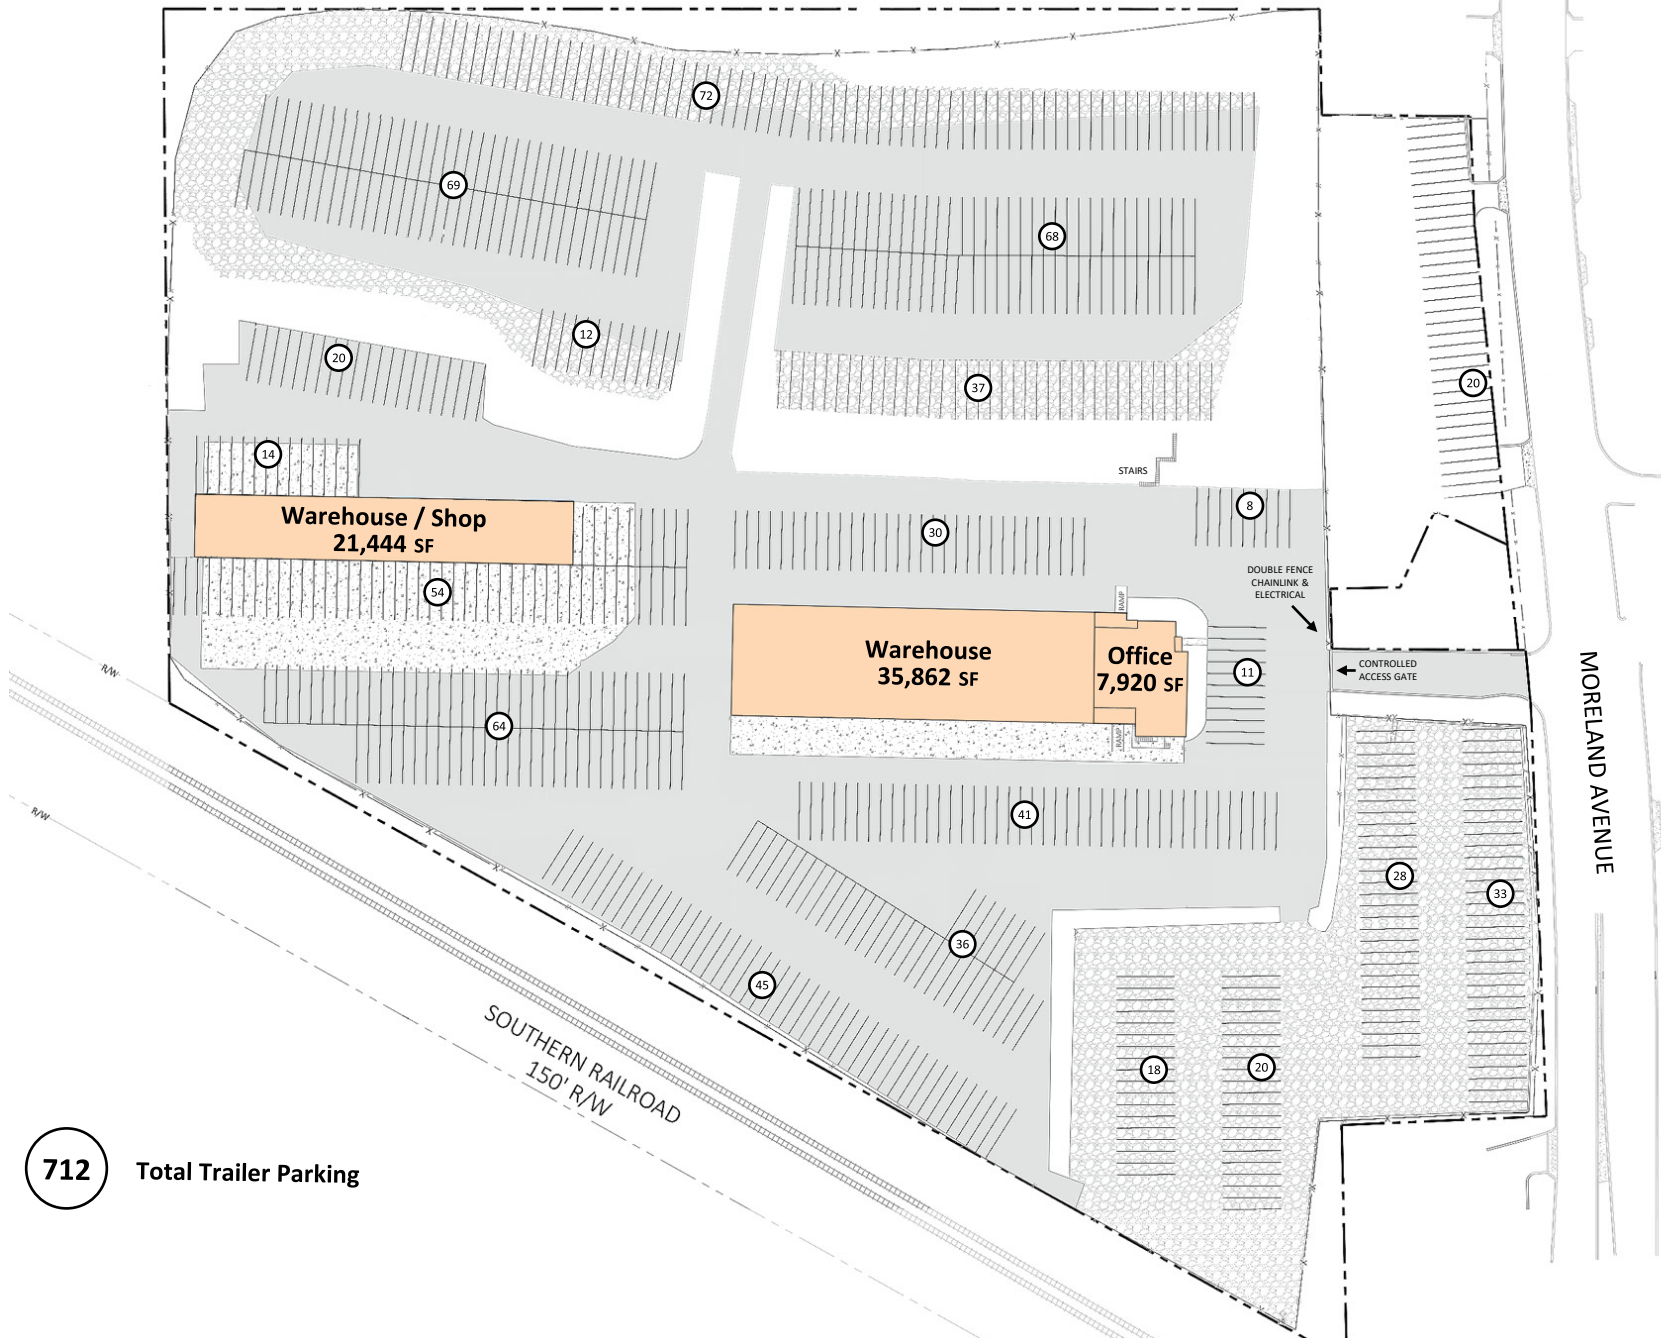 72
69
68
12
20
37
20
14
STAIRS
8
Warehouse / Shop
21,444 SF
30
54
DOUBLE FENCE
CHAINLINK &
ELECTRICAL
RAMP
Warehouse
35,862 SF
Office
7,920 SF
11
CONTROLLED
ACCESS GATE
MORELAND AVENUE
R/W
64
RAMP
R/W
41
28
33
36
45
SOUTHERN RAILROAD
150' R/W
18
20
712
Total Trailer Parking